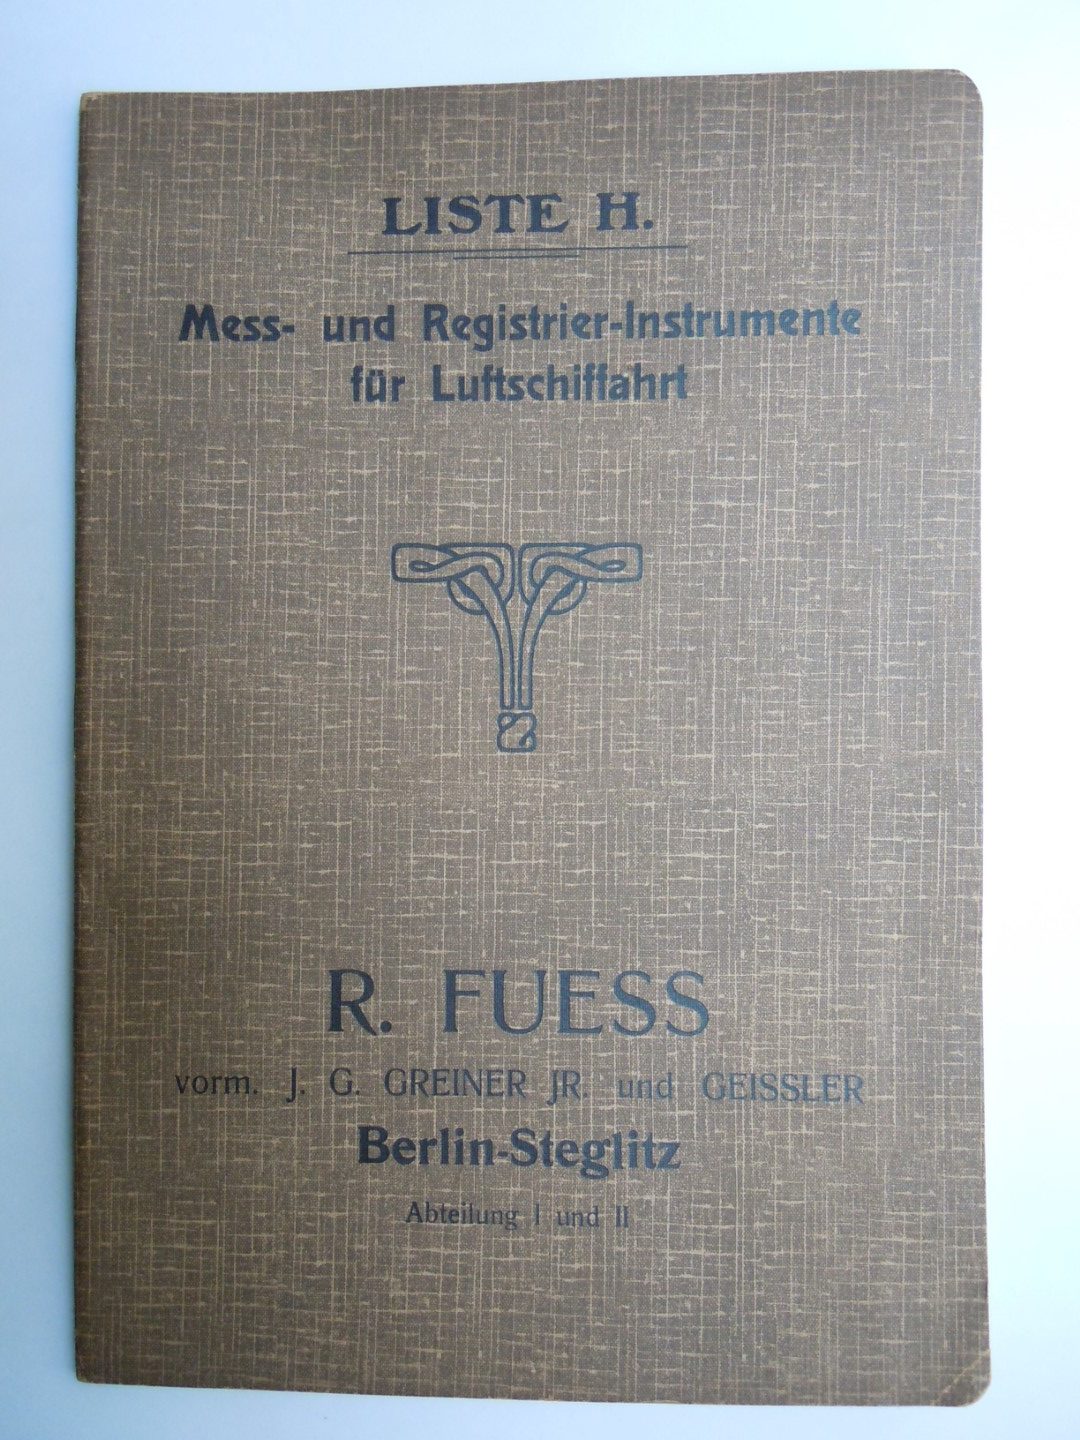 LISTE H.
Mess- und Registrier-Instrumente
für Luftschiffahrt
R. FUESS
vorm. J. G. GREINER JR. und GEISSLER
Berlin-Steglitz
Abteilung I und II